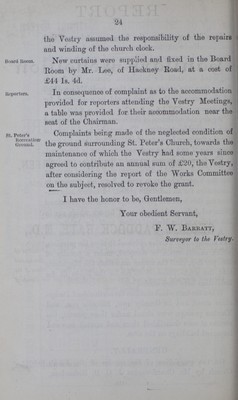 24
the Vestry assumed the responsibility of the repairs
and winding of the church clock.
Board Room.
New curtains were supplied and fixed in the Board
Room by Mr. Lee, of Hackney Road, at a cost of
£44 1s. 4d.
Reporters.
In consequence of complaint as to the accommodation
provided for reporters attending the Vestry Meetings,
a table was provided for their accommodation near the
seat of the Chairman.
St. Peter's
Recreation
Ground.
Complaints being made of the neglected condition of
the ground surrounding St. Peter's Church, towards the
maintenance of which the Vestry had some years since
agreed to contribute an annual sum of £20, the Vestry,
after considering the report of the Works Committee
on the subject, resolved to revoke the grant.
I have the honor to be, Gentlemen,
Your obedient Servant,
F. W. Barratt,
Surveyor to the Vestry.